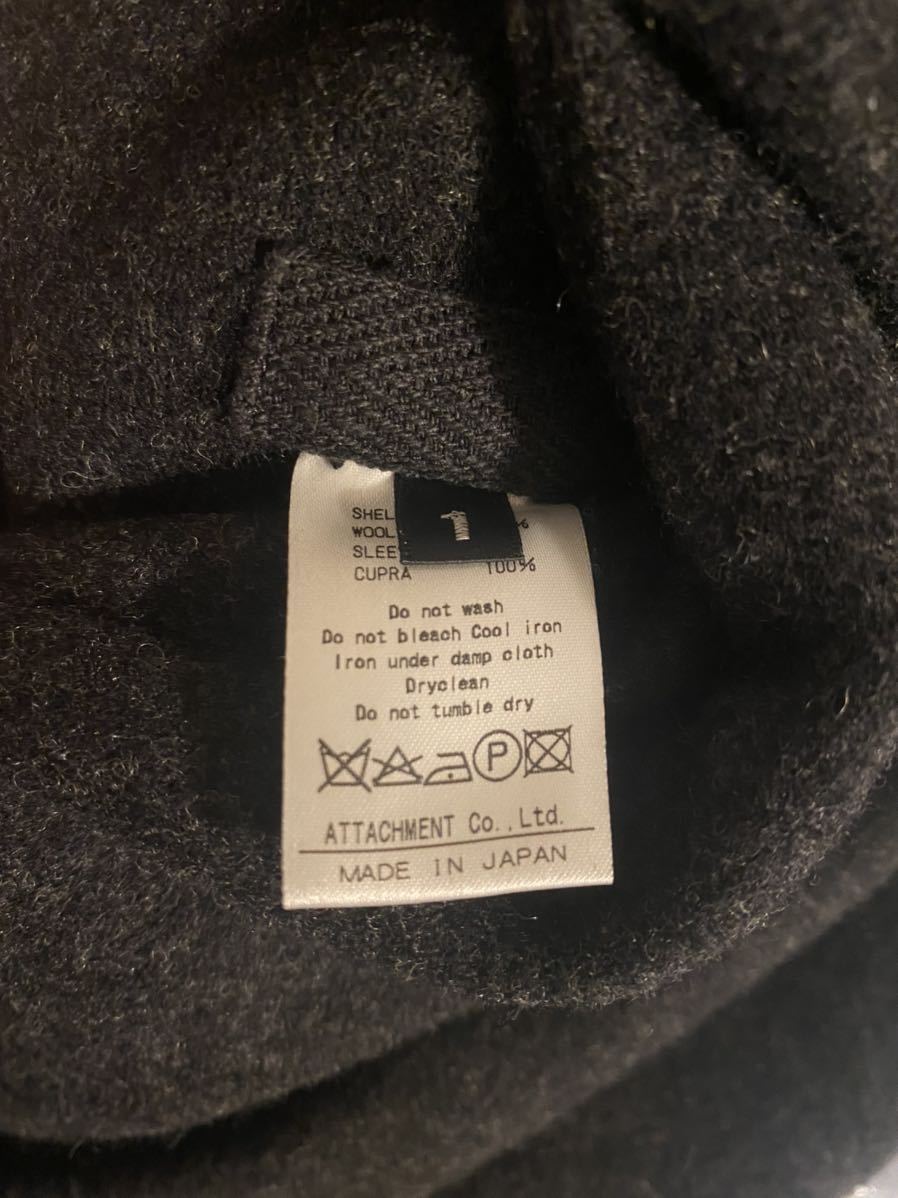 1
WOOL
CUPRA 100%
Do not wash
Do not bleach Cool iron
Iron under damp cloth
Dryclean
Do not tumble dry
P
ATTACHMENT Co.,Ltd.
MADE IN JAPAN